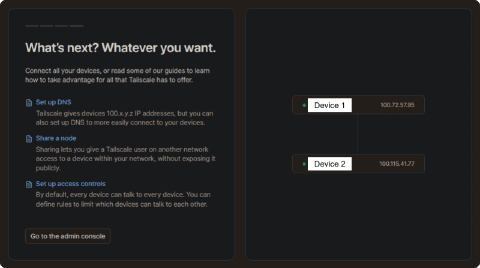 What's next? Whatever you want.
Connect all your devices, or read some of our guides to learn
how to take advantage for all that Tailscale has to offer.
Set up DNS
Tailscale gives devices 100.x.y.z IP addresses, but you can
also set up DNS to more easily connect to your devices.
Share a node
Sharing lets you give a Tailscale user on another network
access to a device within your network, without exposing it
publicly.
Set up access controls
By default, every device can talk to every device. You can
define rules to limit which devices can talk to each other.
Go to the admin console
Device 1 100.72.57.95
Device 2 100.115.41.77